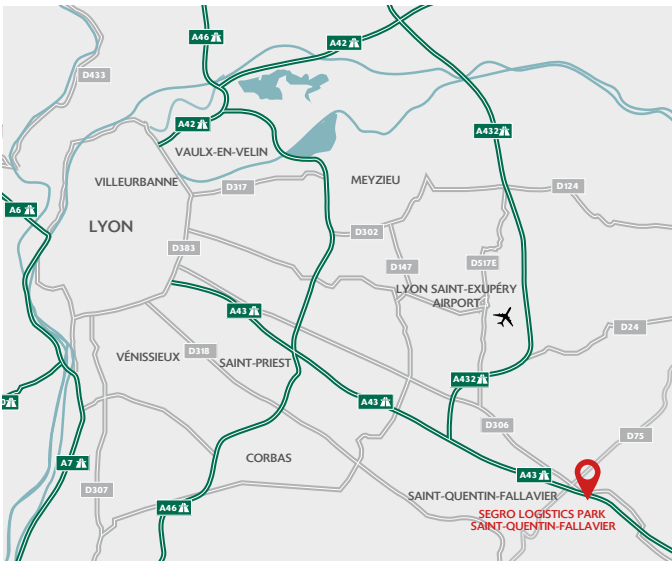 A46
A42
D433
A42
A432
VAULX-EN-VELIN
VILLEURBANNE
D317
MEYZIEU
D124
A6
LYON
D302
D383
D147
D517E
LYON SAINT-EXUPÉRY
AIRPORT
A43
D24
VÉNISSIEUX
D318
SAINT-PRIEST
A432
A43
D306
D75
CORBAS
A7
A43
D307
SAINT-QUENTIN-FALLAVIER
A46
SEGRO LOGISTICS PARK
SAINT-QUENTIN-FALLAVIER